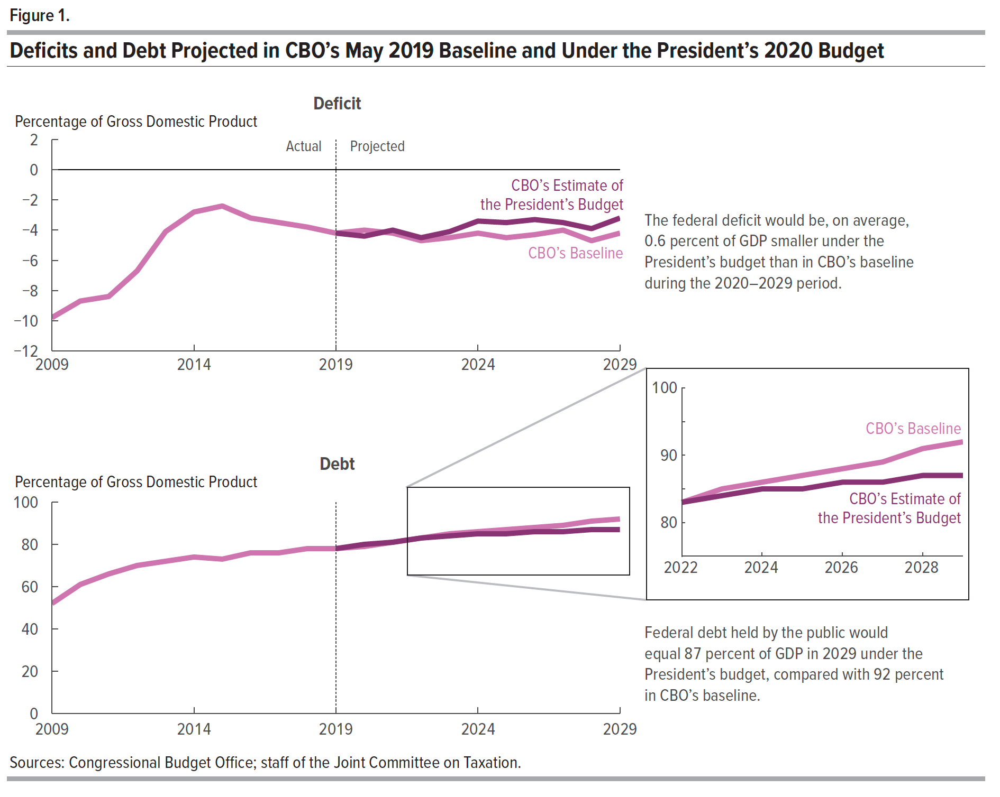 Figure 1.
Deficits and Debt Projected in CBO’s May 2019 Baseline and Under the President’s 2020 Budget
Deficit
Percentage of Gross Domestic Product
2
0
−2
−4
−6
−8
−10
−12
Actual
Projected
CBO’s Estimate of
the President’s Budget
CBO’s Baseline
2009
2014
2019
2024
2029
The federal deficit would be, on average,
0.6 percent of GDP smaller under the
President’s budget than in CBO’s baseline
during the 2020–2029 period.
Debt
Percentage of Gross Domestic Product
100
80
60
40
20
0
2009
2014
2019
2024
2029
100
90
80
CBO’s Baseline
CBO’s Estimate of
the President’s Budget
2022
2024
2026
2028
Federal debt held by the public would
equal 87 percent of GDP in 2029 under the
President’s budget, compared with 92 percent
in CBO’s baseline.
Sources: Congressional Budget Office; staff of the Joint Committee on Taxation.